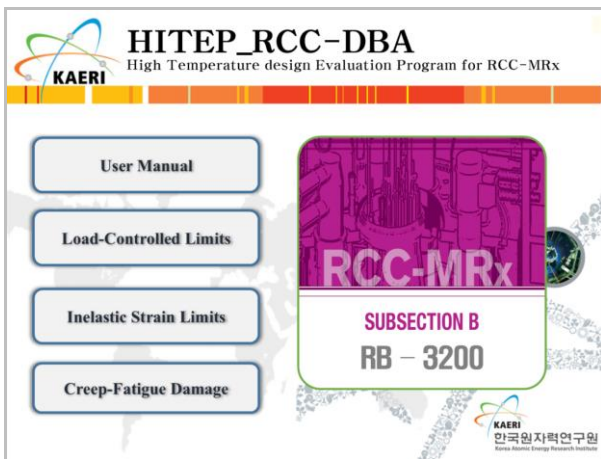 KAERI
HITEP_RCC-DBA
High Temperature design Evaluation Program for RCC-MRx
User Manual
Load-Controlled Limits
Inelastic Strain Limits
Creep-Fatigue Damage
RCC-MRx
SUBSECTION B
RB – 3200
KAERI
한국원자력연구원
Korea Atomic Energy Research Institute